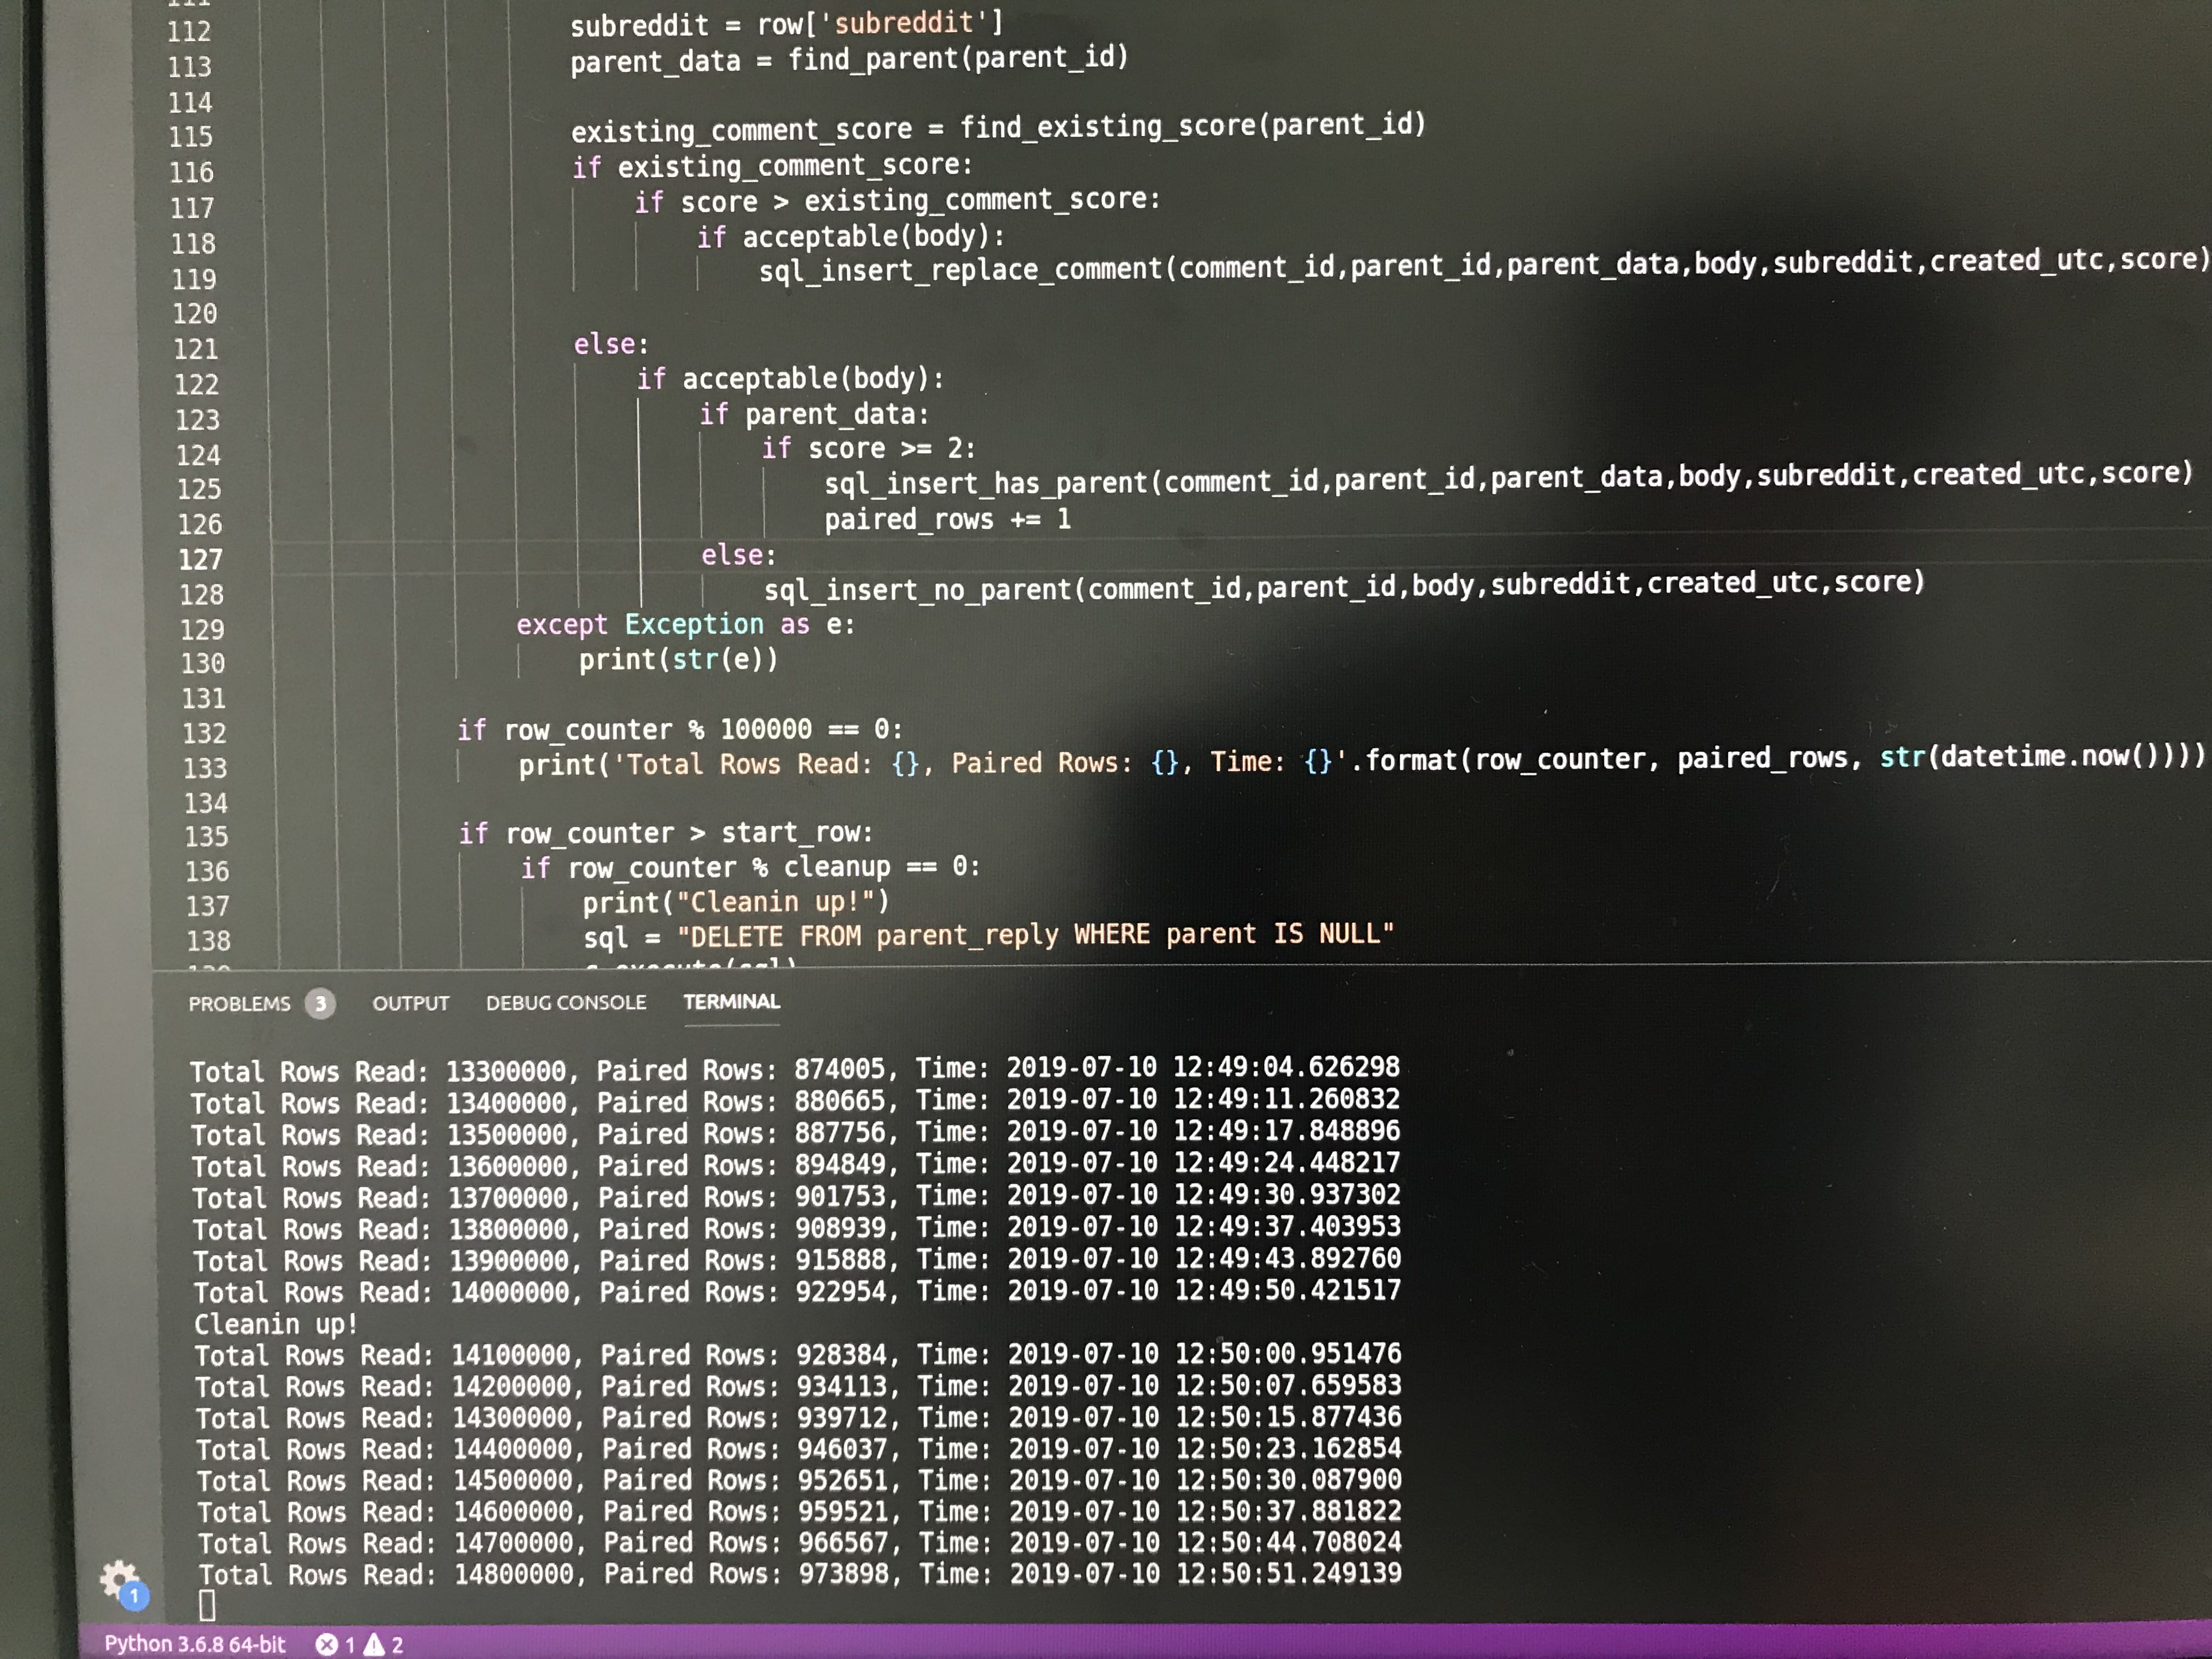 112 subreddit = row['subreddit']
113 parent_data = find_parent(parent_id)
114
115 existing_comment_score = find_existing_score(parent_id)
116 if existing_comment_score:
117 if score > existing_comment_score:
118 if acceptable(body):
119 sql_insert_replace_comment(comment_id,parent_id,parent_data,body,subreddit,created_utc,score)
120
121 else:
122 if acceptable(body):
123 if parent_data:
124 if score >= 2:
125 sql_insert_has_parent(comment_id,parent_id,parent_data,body,subreddit,created_utc,score)
126 paired_rows += 1
127 else:
128 sql_insert_no_parent(comment_id,parent_id,body,subreddit,created_utc,score)
129 except Exception as e:
130 print(str(e))
131
132 if row_counter % 100000 == 0:
133 print('Total Rows Read: {}, Paired Rows: {}, Time: {}'.format(row_counter, paired_rows, str(datetime.now())))
134
135 if row_counter > start_row:
136 if row_counter % cleanup == 0:
137 print("Cleanin up!")
138 sql = "DELETE FROM parent_reply WHERE parent IS NULL"
PROBLEMS 3 OUTPUT DEBUG CONSOLE TERMINAL
Total Rows Read: 13300000, Paired Rows: 874005, Time: 2019-07-10 12:49:04.626298
Total Rows Read: 13400000, Paired Rows: 880665, Time: 2019-07-10 12:49:11.260832
Total Rows Read: 13500000, Paired Rows: 887756, Time: 2019-07-10 12:49:17.848896
Total Rows Read: 13600000, Paired Rows: 894849, Time: 2019-07-10 12:49:24.448217
Total Rows Read: 13700000, Paired Rows: 901753, Time: 2019-07-10 12:49:30.937302
Total Rows Read: 13800000, Paired Rows: 908939, Time: 2019-07-10 12:49:37.403953
Total Rows Read: 13900000, Paired Rows: 915888, Time: 2019-07-10 12:49:43.892760
Total Rows Read: 14000000, Paired Rows: 922954, Time: 2019-07-10 12:49:50.421517
Cleanin up!
Total Rows Read: 14100000, Paired Rows: 928384, Time: 2019-07-10 12:50:00.951476
Total Rows Read: 14200000, Paired Rows: 934113, Time: 2019-07-10 12:50:07.659583
Total Rows Read: 14300000, Paired Rows: 939712, Time: 2019-07-10 12:50:15.877436
Total Rows Read: 14400000, Paired Rows: 946037, Time: 2019-07-10 12:50:23.162854
Total Rows Read: 14500000, Paired Rows: 952651, Time: 2019-07-10 12:50:30.087900
Total Rows Read: 14600000, Paired Rows: 959521, Time: 2019-07-10 12:50:37.881822
Total Rows Read: 14700000, Paired Rows: 966567, Time: 2019-07-10 12:50:44.708024
Total Rows Read: 14800000, Paired Rows: 973898, Time: 2019-07-10 12:50:51.249139
1
Python 3.6.8 64-bit 1 2